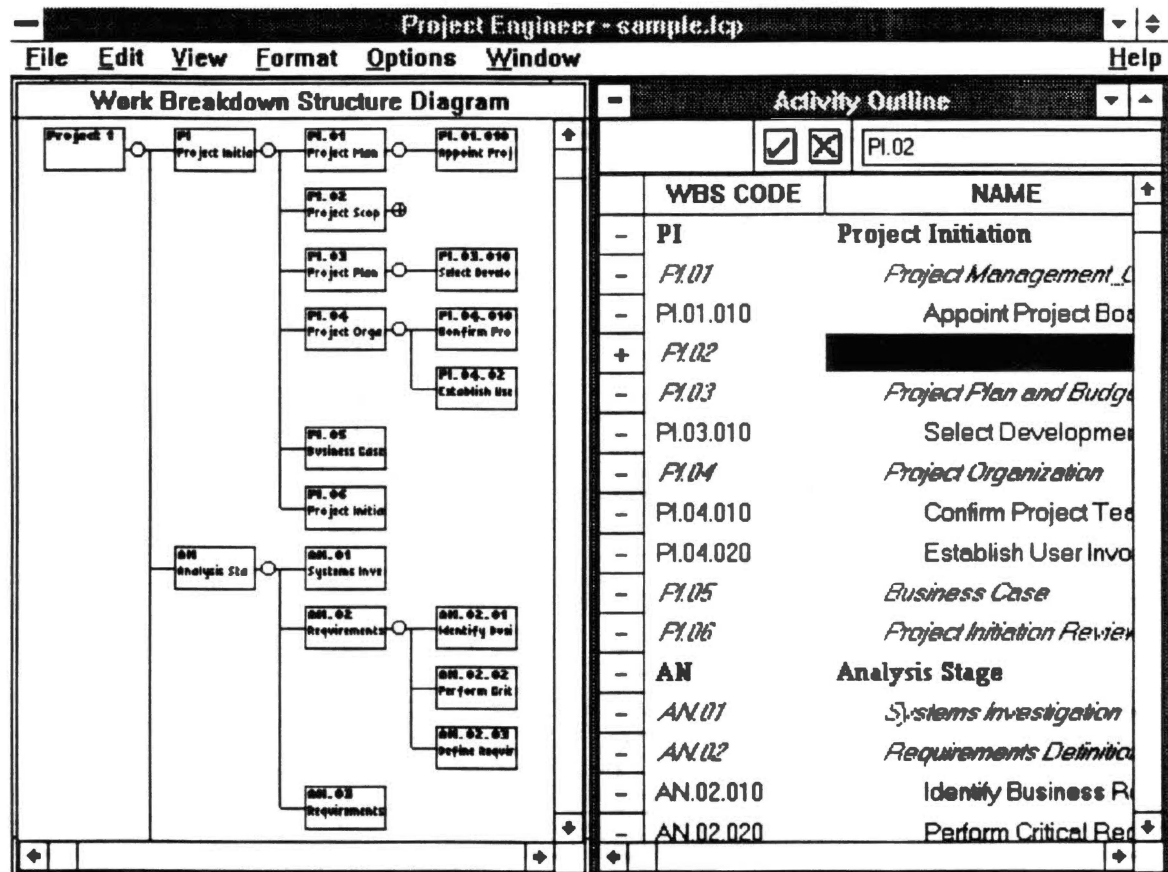 Project Engineer - sample.lcp
File Edit View Format Options Window Help
Work Breakdown Structure Diagram
Project 1
PI
Project Initia
PI.01
Project Man
PI.01.010
Appoint Proj
PI.02
Project Scop
PI.03
Project Plan
PI.03.010
Select Develo
PI.04
Project Orga
PI.04.010
Confirm Pro
PI.04.02
Establish Use
PI.05
Business Case
PI.06
Project Initia
AN
Analysis Sta
AN.01
Systems Inve
AN.02
Requirements
AN.02.01
Identify Busi
AN.02.02
Perform Crit
AN.02.03
Define Requir
AN.03
Requirements
Activity Outline
PI.02
WBS CODE NAME
- PI Project Initiation
- PI.01 Project Management_
- PI.01.010 Appoint Project Boa
+ PI.02
- PI.03 Project Plan and Budge
- PI.03.010 Select Developmen
- PI.04 Project Organization
- PI.04.010 Confirm Project Tea
- PI.04.020 Establish User Invo
- PI.05 Business Case
- PI.06 Project Initiation Review
- AN Analysis Stage
- AN.01 Systems Investigation
- AN.02 Requirements Definitio
- AN.02.010 Identify Business Re
- AN.02.020 Perform Critical Req